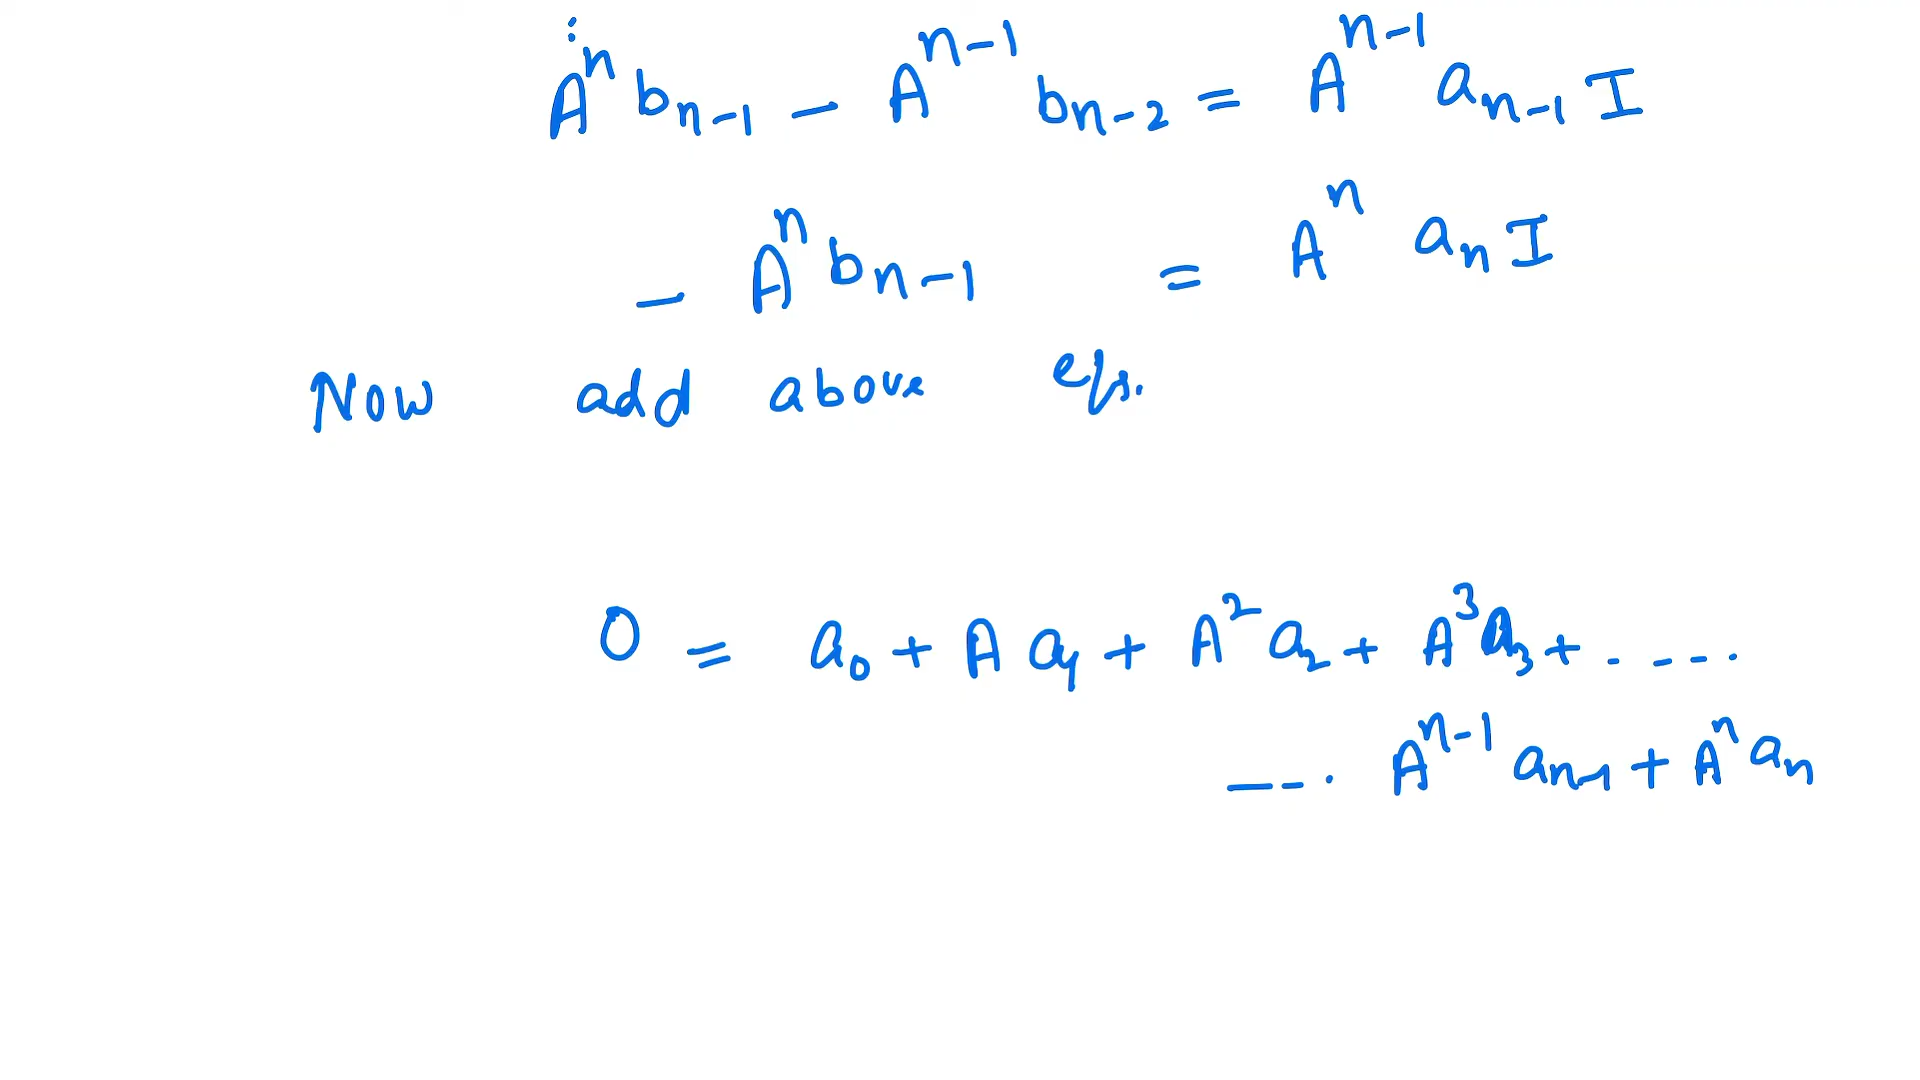 ⋮
Aⁿ bₙ₋₁ − Aⁿ⁻¹ bₙ₋₂ = Aⁿ⁻¹ aₙ₋₁ I
− Aⁿ bₙ₋₁ = Aⁿ aₙ I
Now add above eqs.
0 = a₀ + A a₁ + A² a₂ + A³ a₃ + . - - - .
- - - . Aⁿ⁻¹ aₙ₋₁ + Aⁿ aₙ